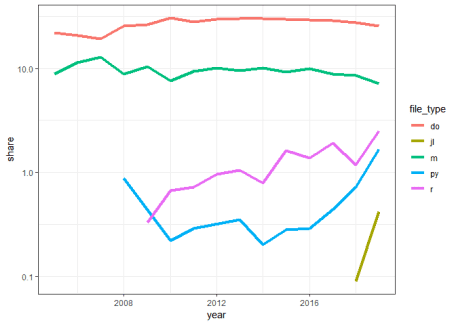 share
10.0
1.0
0.1
2008
2012
2016
year
file_type
do
jl
m
py
r